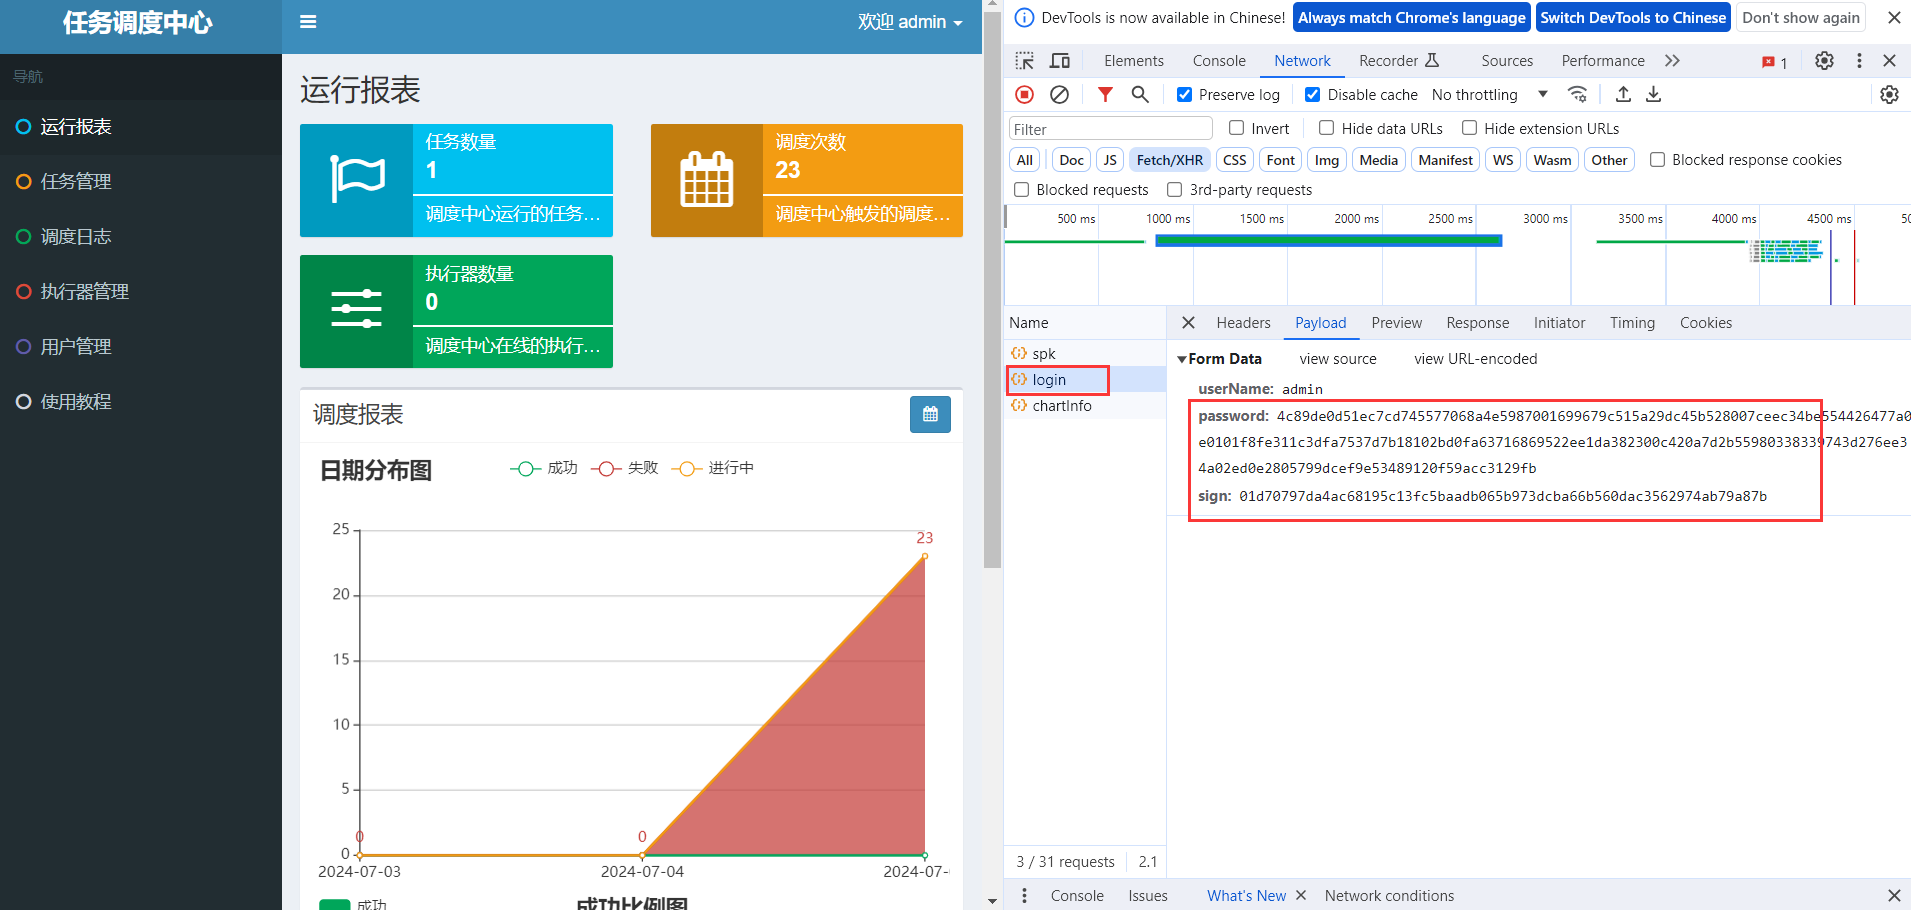 任务调度中心
欢迎 admin
导航
运行报表
任务管理
调度日志
执行器管理
用户管理
使用教程
运行报表
任务数量
1
调度中心运行的任务...
调度次数
23
调度中心触发的调度...
执行器数量
0
调度中心在线的执行...
调度报表
日期分布图
成功 失败 进行中
25
23
20
15
10
5
0 0
0
2024-07-03 2024-07-04 2024-07-
成功
成功比例图
DevTools is now available in Chinese! Always match Chrome's language Switch DevTools to Chinese Don't show again
Elements Console Network Recorder Sources Performance 1
Preserve log Disable cache No throttling
Filter Invert Hide data URLs Hide extension URLs
All Doc JS Fetch/XHR CSS Font Img Media Manifest WS Wasm Other Blocked response cookies
Blocked requests 3rd-party requests
500 ms 1000 ms 1500 ms 2000 ms 2500 ms 3000 ms 3500 ms 4000 ms 4500 ms 50
Name
spk
login
chartInfo
Headers Payload Preview Response Initiator Timing Cookies
Form Data view source view URL-encoded
userName: admin
password: 4c89de0d51ec7cd745577068a4e5987001699679c515a29dc45b528007ceec34be554426477a0
e0101f8fe311c3dfa7537d7b18102bd0fa63716869522ee1da382300c420a7d2b55980338339743d276ee3
4a02ed0e2805799dcef9e53489120f59acc3129fb
sign: 01d70797da4ac68195c13fc5baadb065b973dcba66b560dac3562974ab79a87b
3 / 31 requests 2.1
Console Issues What's New Network conditions